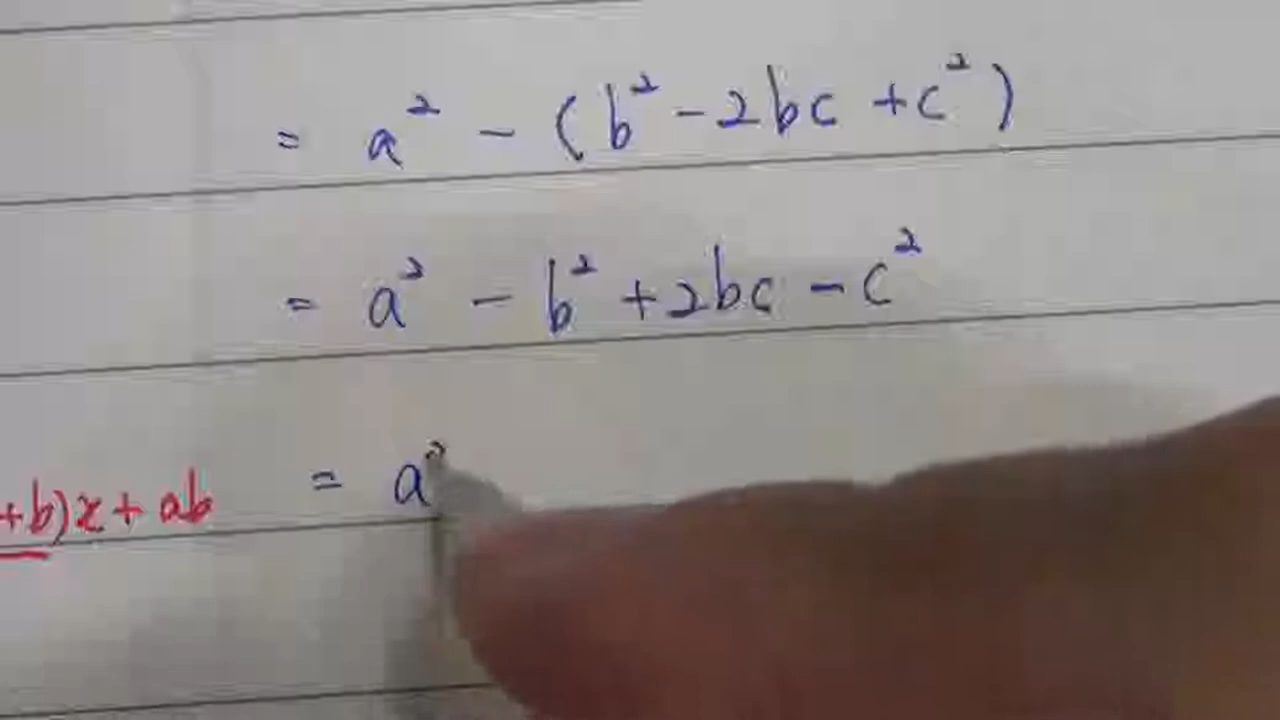 = a² - (b² - 2bc + c²)
= a² - b² + 2bc - c²
+b)x + ab
= a²